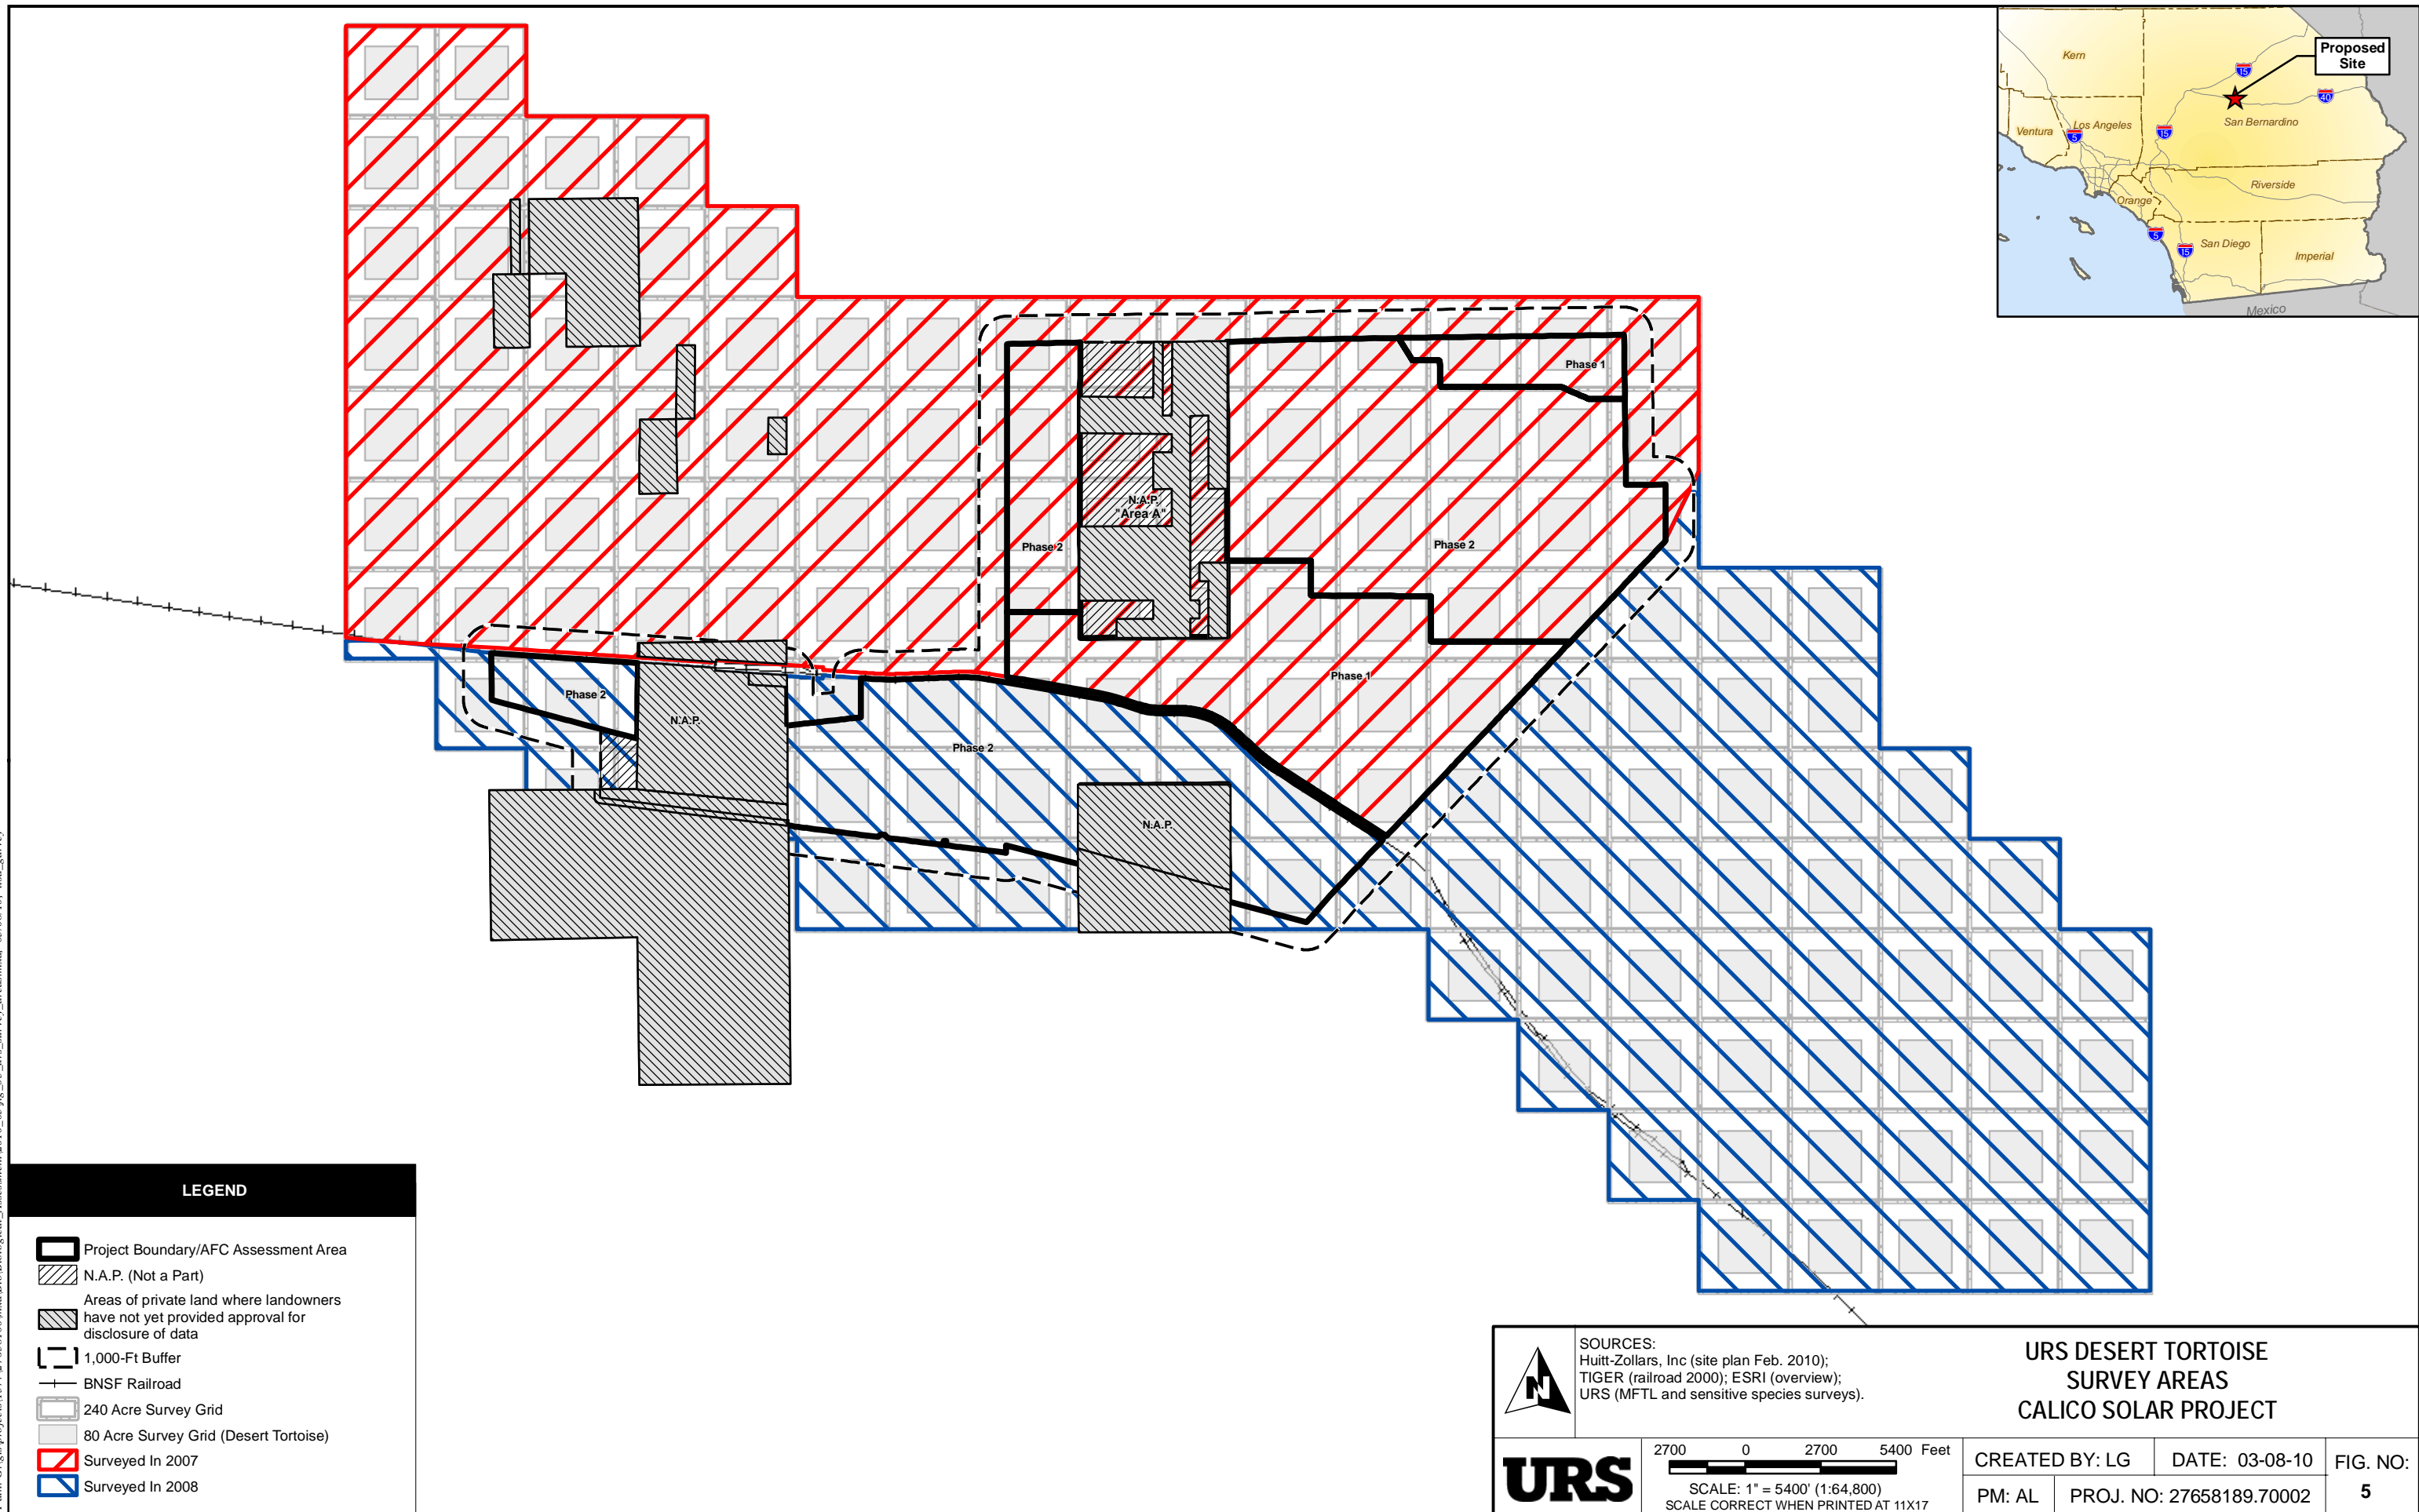 Proposed
Site
Kern
15
40
San Bernardino
Ventura
5
Los Angeles
15
Riverside
Orange
5
San Diego
15
Imperial
Mexico
Phase 1
N.A.P.
"Area A"
Phase 2
Phase 2
Phase 1
Phase 2
N.A.P.
Phase 2
N.A.P.
LEGEND
Project Boundary/AFC Assessment Area
N.A.P. (Not a Part)
Areas of private land where landowners
have not yet provided approval for
disclosure of data
1,000-Ft Buffer
BNSF Railroad
240 Acre Survey Grid
80 Acre Survey Grid (Desert Tortoise)
Surveyed In 2007
Surveyed In 2008
N
SOURCES:
Huitt-Zollars, Inc (site plan Feb. 2010);
TIGER (railroad 2000); ESRI (overview);
URS (MFTL and sensitive species surveys).
URS DESERT TORTOISE
SURVEY AREAS
CALICO SOLAR PROJECT
URS
2700 0 2700 5400 Feet
SCALE: 1" = 5400' (1:64,800)
SCALE CORRECT WHEN PRINTED AT 11X17
CREATED BY: LG
DATE: 03-08-10
FIG. NO:
5
PM: AL
PROJ. NO: 27658189.70002